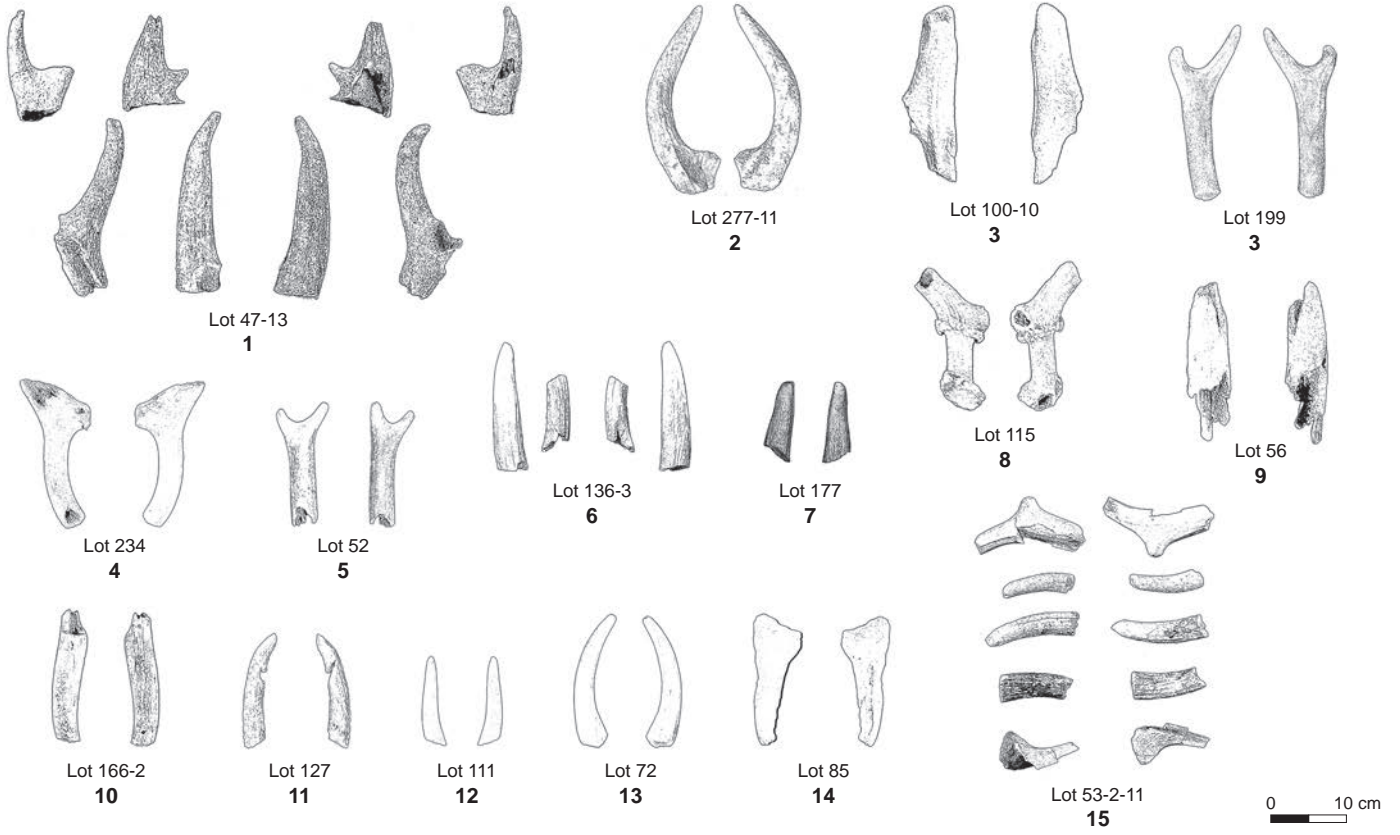 Lot 47-13
1
Lot 277-11
2
Lot 100-10
3
Lot 199
3
Lot 234
4
Lot 52
5
Lot 136-3
6
Lot 177
7
Lot 115
8
Lot 56
9
Lot 166-2
10
Lot 127
11
Lot 111
12
Lot 72
13
Lot 85
14
Lot 53-2-11
15
0 10 cm